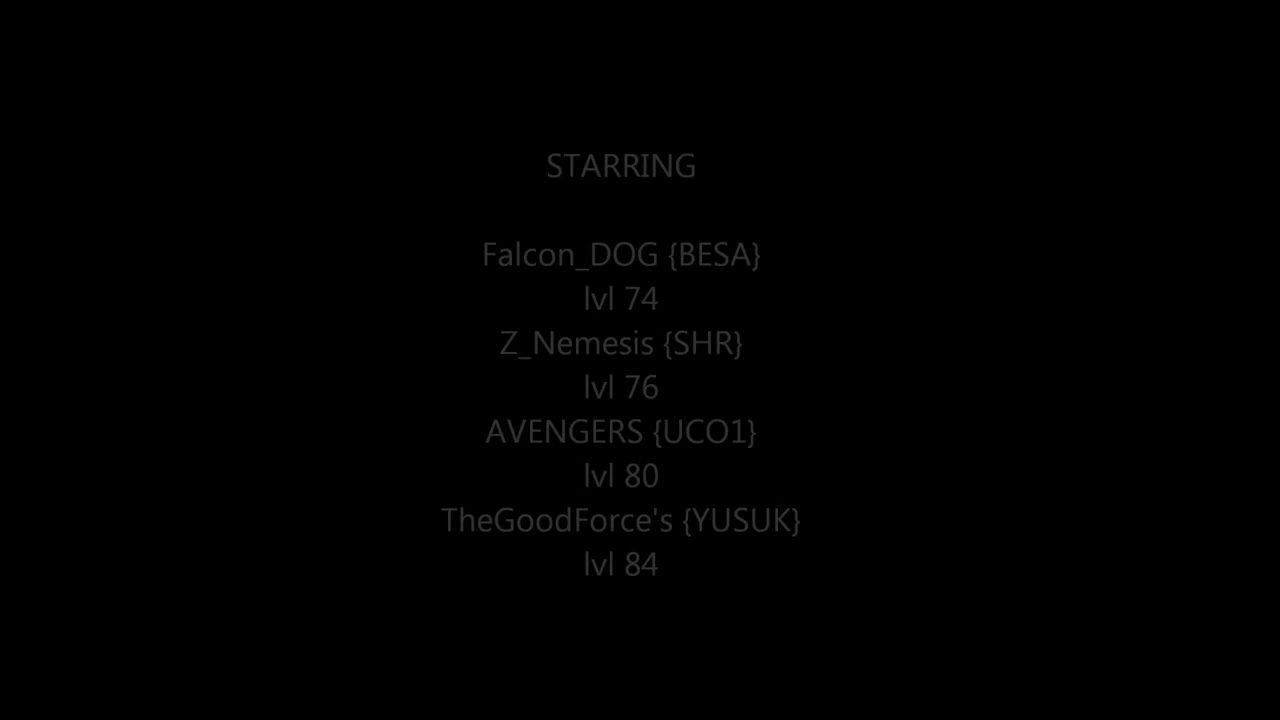 STARRING
Falcon_DOG {BESA}
lvl 74
Z_Nemesis {SHR}
lvl 76
AVENGERS {UCO1}
lvl 80
TheGoodForce's {YUSUK}
lvl 84